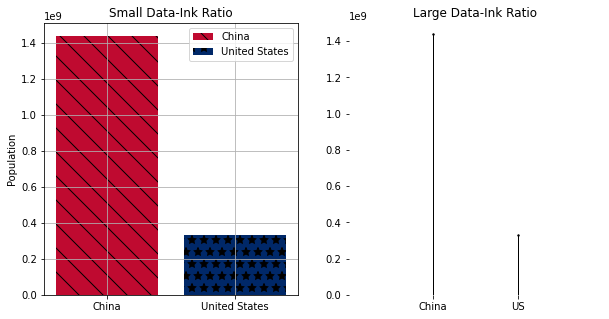 Small Data-Ink Ratio
1e9
Population
1.4
1.2
1.0
0.8
0.6
0.4
0.2
0.0
China
United States
China
United States
Large Data-Ink Ratio
1e9
1.4
1.2
1.0
0.8
0.6
0.4
0.2
0.0
China
US